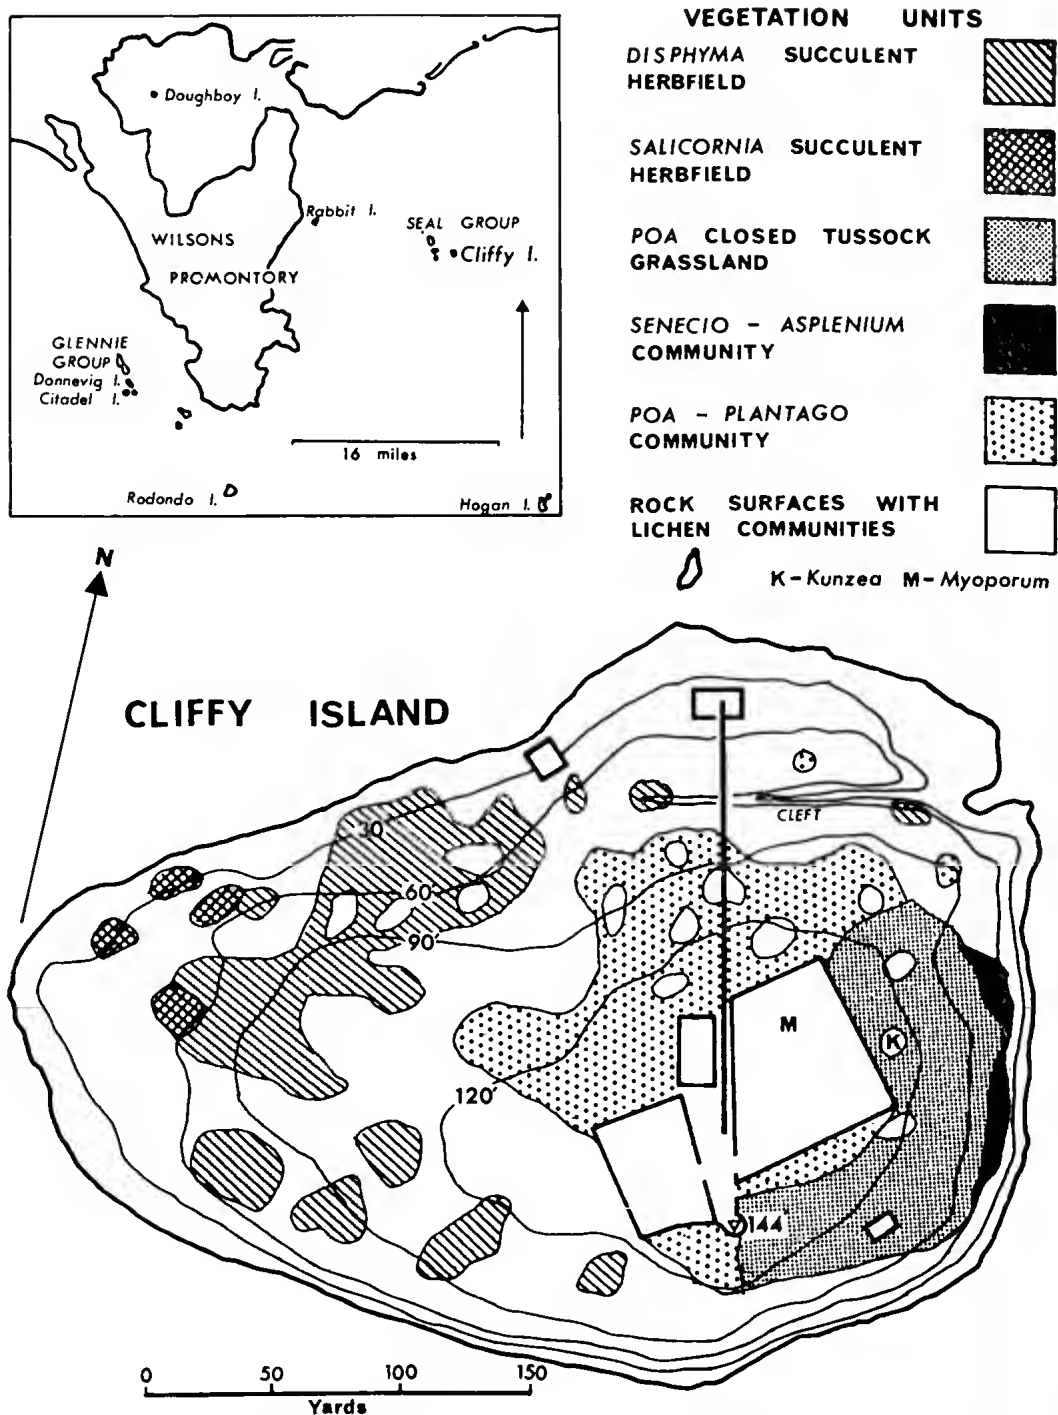 Doughboy I.
Rabbit I.
SEAL GROUP
Cliffy I.
WILSONS
PROMONTORY
GLENNIE
GROUP
Donnevig I.
Citadel I.
16 miles
Rodondo I.
Hogan I.
VEGETATION UNITS
DISPHYMA SUCCULENT
HERBFIELD
SALICORNIA SUCCULENT
HERBFIELD
POA CLOSED TUSSOCK
GRASSLAND
SENECIO - ASPLENIUM
COMMUNITY
POA - PLANTAGO
COMMUNITY
ROCK SURFACES WITH
LICHEN COMMUNITIES
K-Kunzea M-Myoporum
N
CLIFFY ISLAND
CLEFT
30
60
90
M
K
120
144
0 50 100 150
Yards